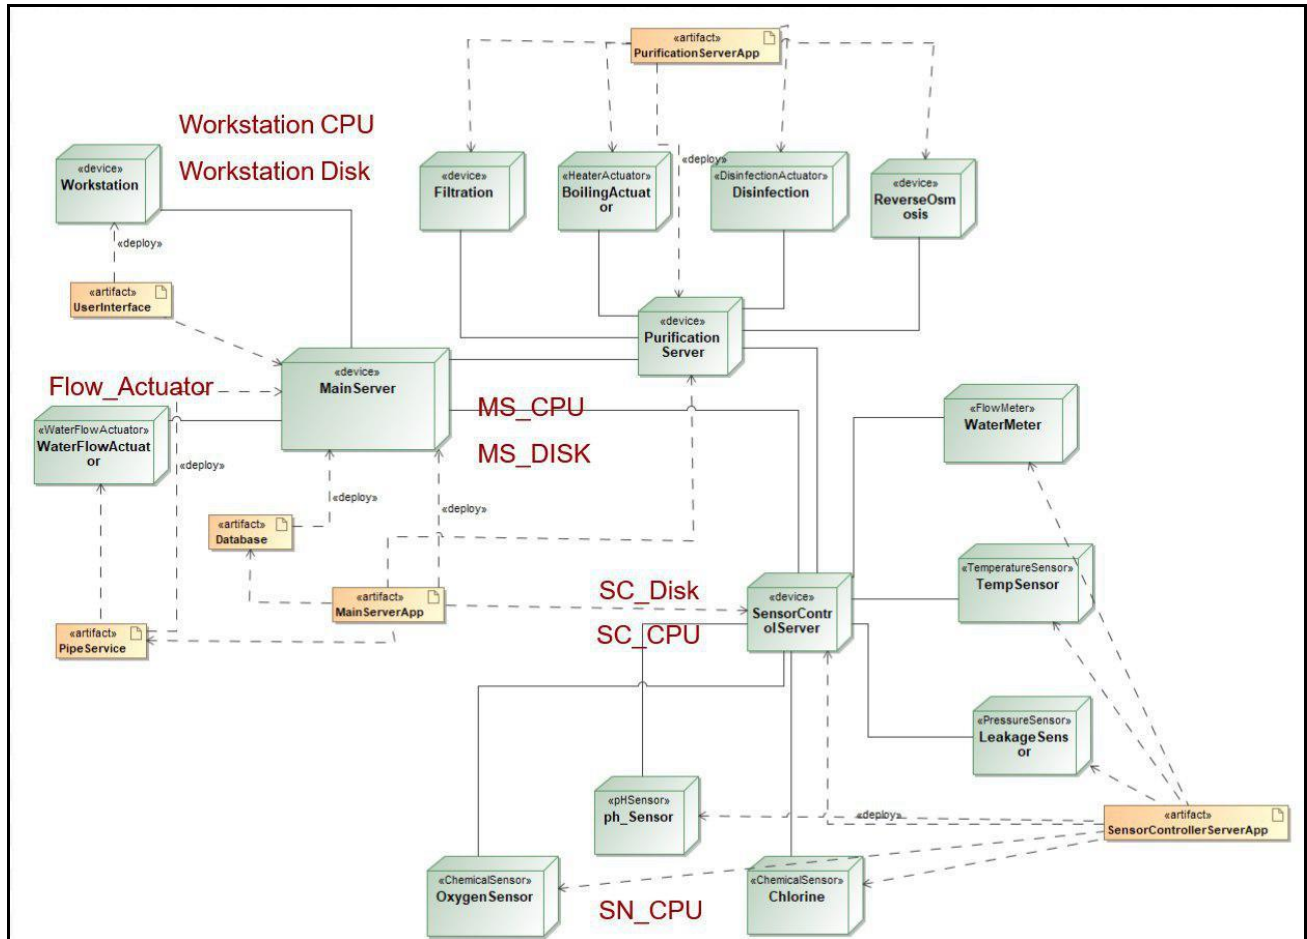 «artifact»
PurificationServerApp
Workstation CPU
Workstation Disk
«device»
Workstation
«deploy»
«artifact»
UserInterface
«device»
Filtration
«HeaterActuator»
BoilingActuat
or
«deploy»
«DisinfectionActuator»
Disinfection
«device»
ReverseOsm
osis
«device»
Purification
Server
«device»
MainServer
Flow_Actuator
«WaterFlowActuator»
WaterFlowActuat
or
«deploy»
MS_CPU
MS_DISK
«deploy»
«deploy»
«FlowMeter»
WaterMeter
«artifact»
Database
«artifact»
MainServerApp
«artifact»
PipeService
SC_Disk
SC_CPU
«device»
SensorContr
olServer
«TemperatureSensor»
TempSensor
«PressureSensor»
LeakageSens
or
«pHSensor»
ph_Sensor
«deploy»
«artifact»
SensorControllerServerApp
«ChemicalSensor»
OxygenSensor
SN_CPU
«ChemicalSensor»
Chlorine